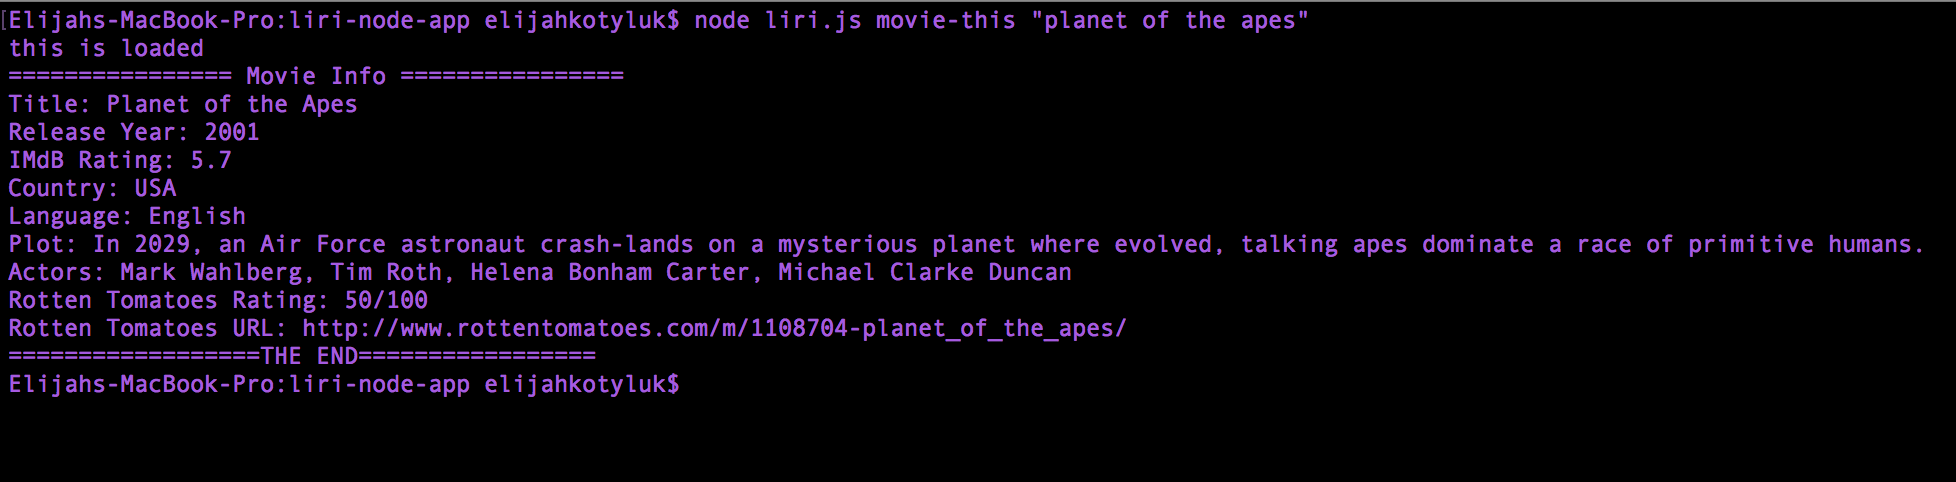 [Elijahs-MacBook-Pro:liri-node-app elijahkotyluk$ node liri.js movie-this "planet of the apes"
this is loaded
================ Movie Info ================
Title: Planet of the Apes
Release Year: 2001
IMdB Rating: 5.7
Country: USA
Language: English
Plot: In 2029, an Air Force astronaut crash-lands on a mysterious planet where evolved, talking apes dominate a race of primitive humans.
Actors: Mark Wahlberg, Tim Roth, Helena Bonham Carter, Michael Clarke Duncan
Rotten Tomatoes Rating: 50/100
Rotten Tomatoes URL: http://www.rottentomatoes.com/m/1108704-planet_of_the_apes/
==================THE END=================
Elijahs-MacBook-Pro:liri-node-app elijahkotyluk$